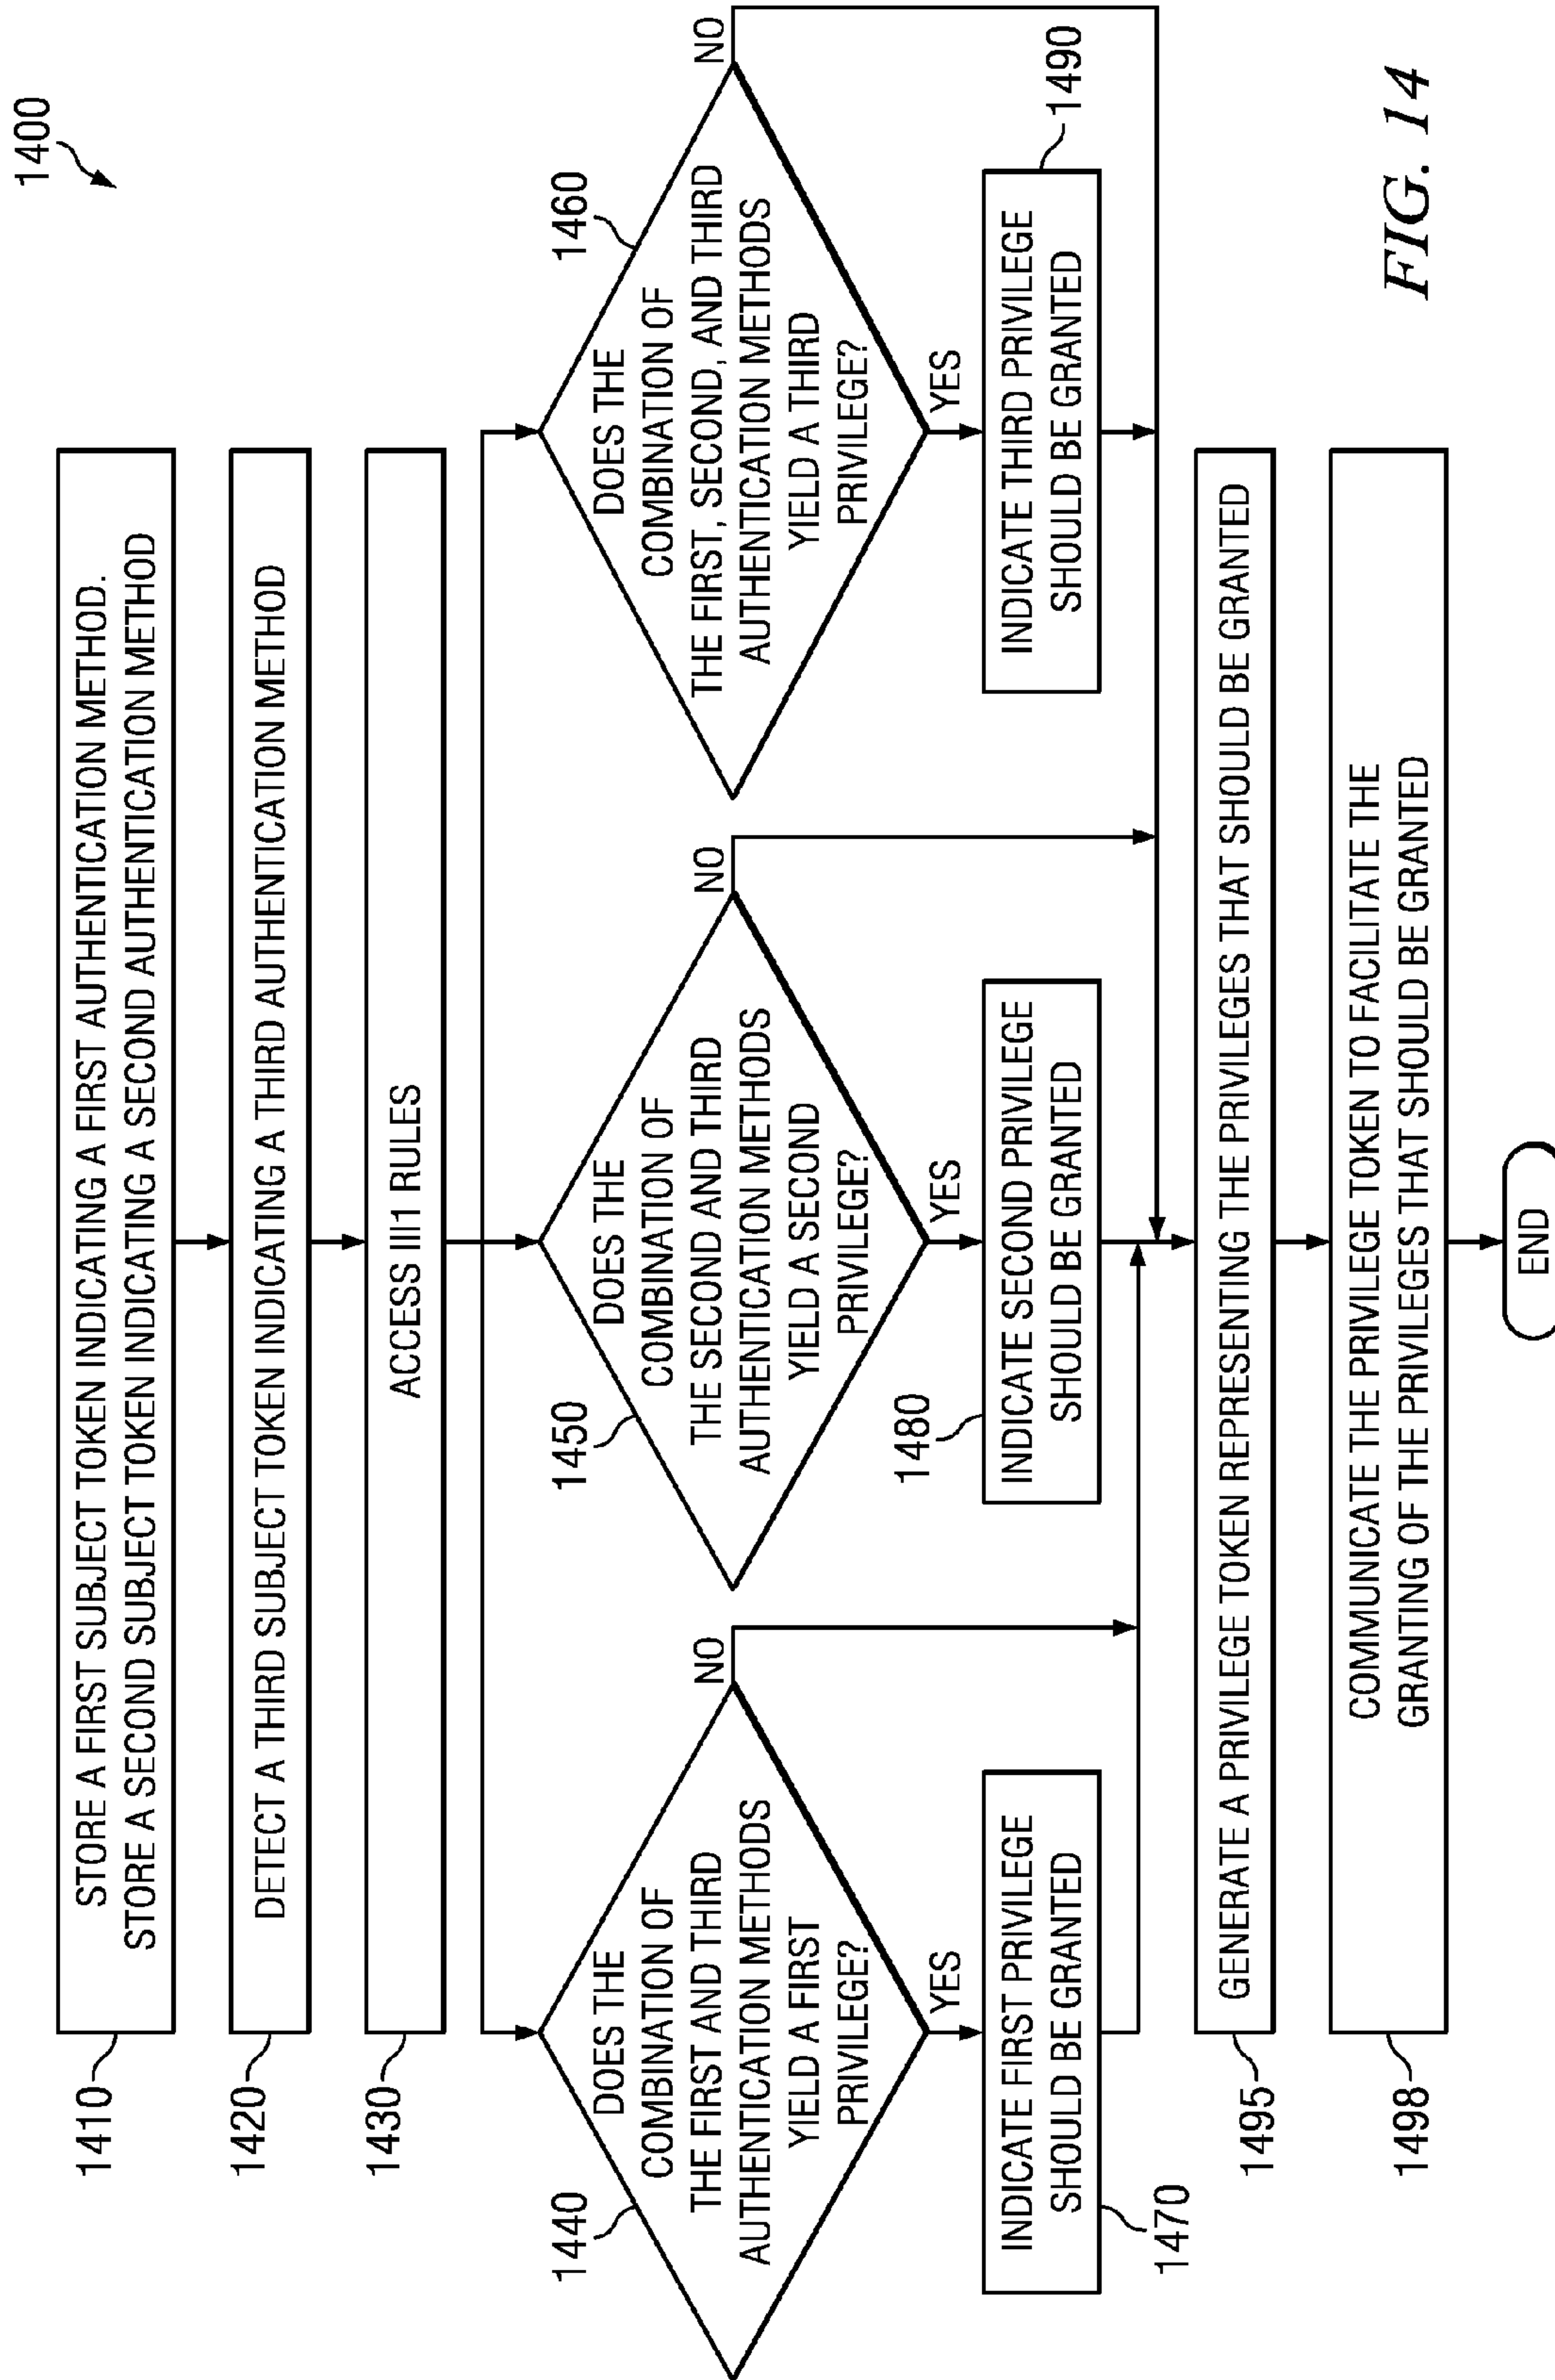 1400
1410
STORE A FIRST SUBJECT TOKEN INDICATING A FIRST AUTHENTICATION METHOD.
STORE A SECOND SUBJECT TOKEN INDICATING A SECOND AUTHENTICATION METHOD
1420
DETECT A THIRD SUBJECT TOKEN INDICATING A THIRD AUTHENTICATION METHOD
1430
ACCESS III1 RULES
1440
DOES THE
COMBINATION OF
THE FIRST AND THIRD
AUTHENTICATION METHODS
YIELD A FIRST
PRIVILEGE?
NO
YES
1450
DOES THE
COMBINATION OF
THE SECOND AND THIRD
AUTHENTICATION METHODS
YIELD A SECOND
PRIVILEGE?
NO
YES
1460
DOES THE
COMBINATION OF
THE FIRST, SECOND, AND THIRD
AUTHENTICATION METHODS
YIELD A THIRD
PRIVILEGE?
NO
YES
INDICATE FIRST PRIVILEGE
SHOULD BE GRANTED
1470
1480
INDICATE SECOND PRIVILEGE
SHOULD BE GRANTED
INDICATE THIRD PRIVILEGE
SHOULD BE GRANTED
1490
1495
GENERATE A PRIVILEGE TOKEN REPRESENTING THE PRIVILEGES THAT SHOULD BE GRANTED
1498
COMMUNICATE THE PRIVILEGE TOKEN TO FACILITATE THE
GRANTING OF THE PRIVILEGES THAT SHOULD BE GRANTED
END
FIG. 14